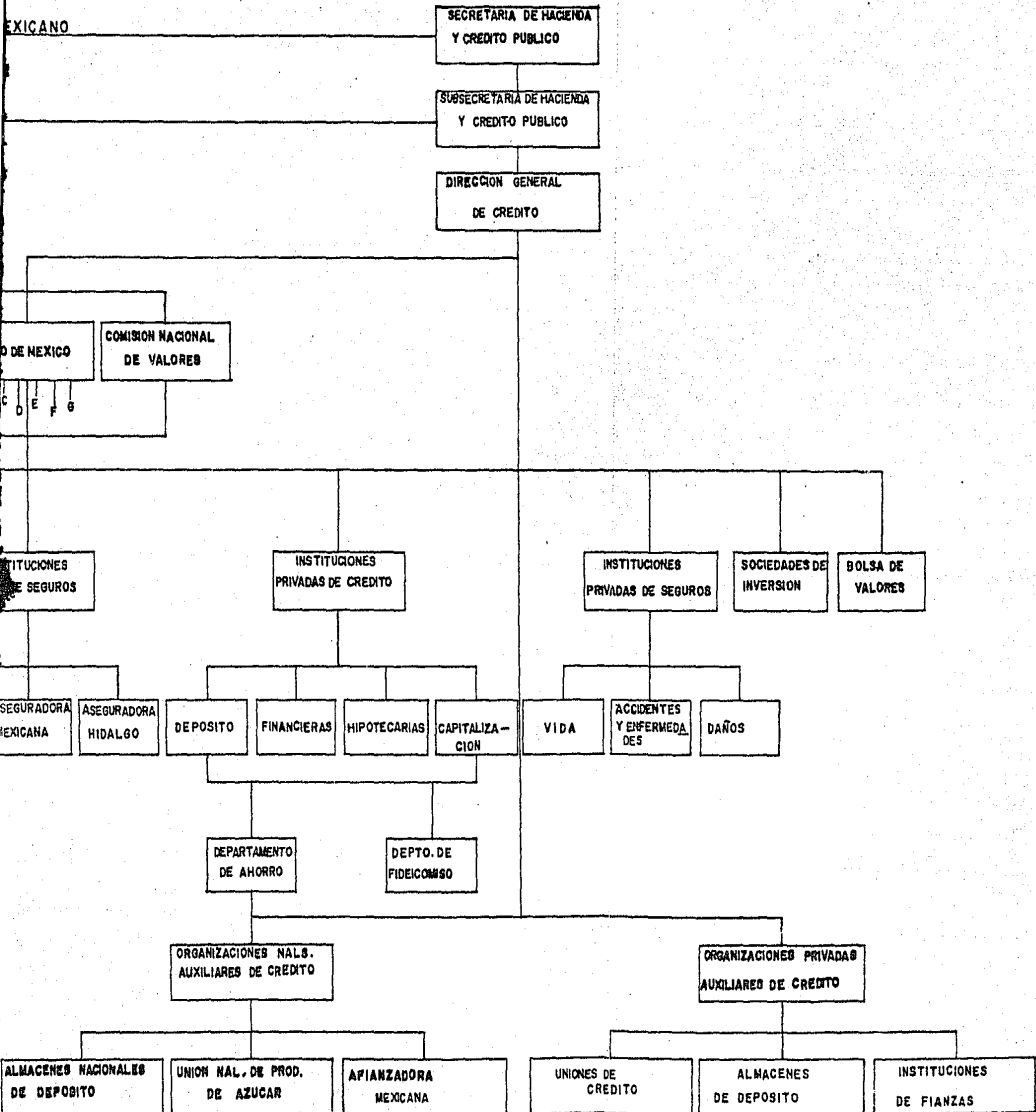 EXICANO
SECRETARIA DE HACIENDA
Y CREDITO PUBLICO
SUBSECRETARIA DE HACIENDA
Y CREDITO PUBLICO
DIRECCION GENERAL
DE CREDITO
O DE MEXICO
COMISION NACIONAL
DE VALORES
C D E F G
TITUCIONES
E SEGUROS
INSTITUCIONES
PRIVADAS DE CREDITO
INSTITUCIONES
PRIVADAS DE SEGUROS
SOCIEDADES DE
INVERSION
BOLSA DE
VALORES
SEGURADORA
EXICANA
ASEGURADORA
HIDALGO
DEPOSITO
FINANCIERAS
HIPOTECARIAS
CAPITALIZA-
CION
VIDA
ACCIDENTES
Y ENFERMEDA
DES
DAÑOS
DEPARTAMENTO
DE AHORRO
DEPTO. DE
FIDEICOMISO
ORGANIZACIONES NALS.
AUXILIARES DE CREDITO
ORGANIZACIONES PRIVADAS
AUXILIARES DE CREDITO
ALMACENES NACIONALES
DE DEPOSITO
UNION NAL. DE PROD.
DE AZUCAR
AFIANZADORA
MEXICANA
UNIONES DE
CREDITO
ALMACENES
DE DEPOSITO
INSTITUCIONES
DE FIANZAS